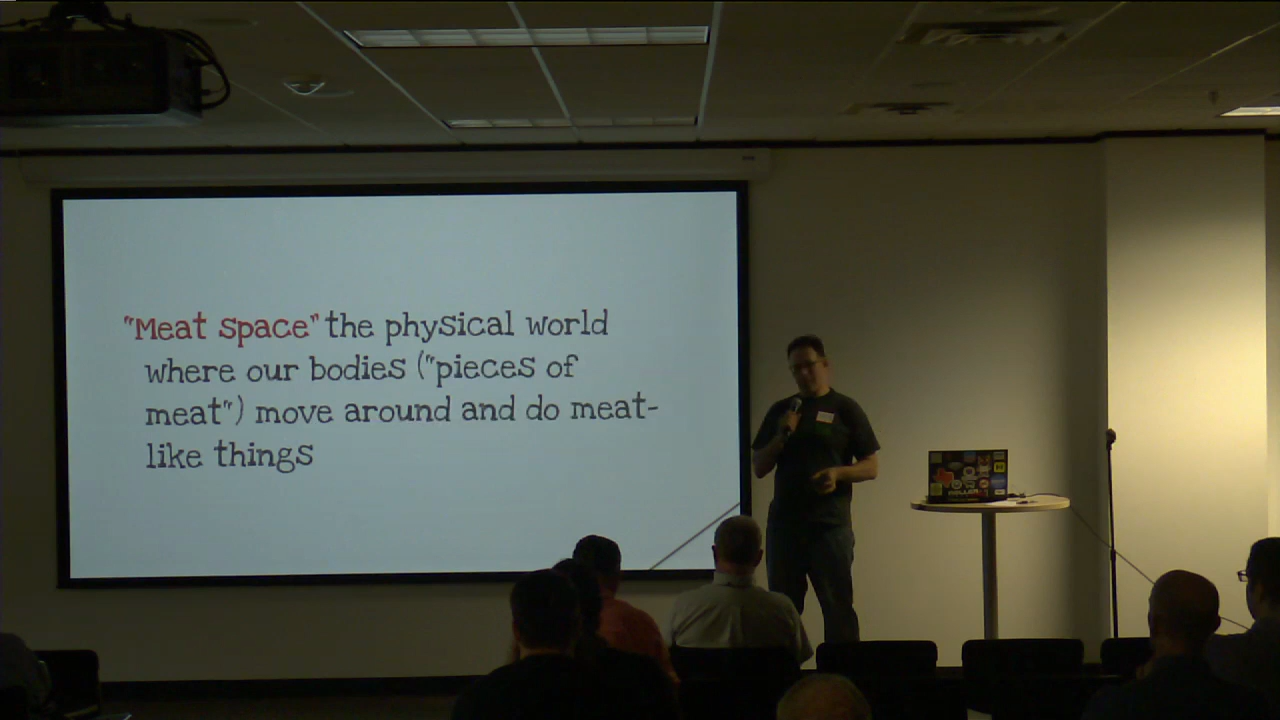 "Meat space" the physical world
where our bodies ("pieces of
meat") move around and do meat-
like things